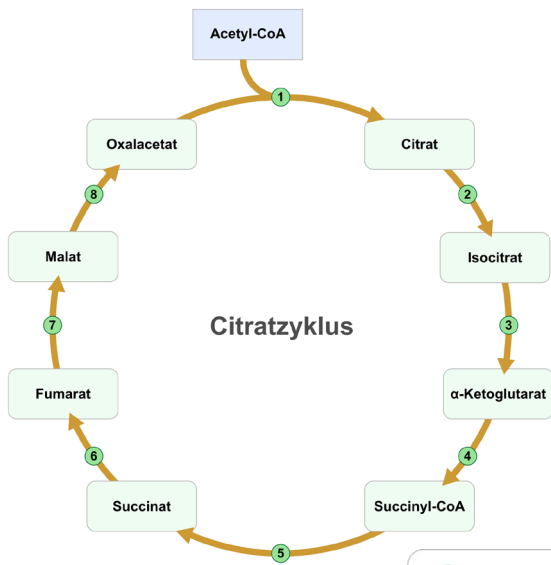 Acetyl-CoA
1
Oxalacetat
Citrat
8
2
Malat
Isocitrat
Citratzyklus
7
3
Fumarat
α-Ketoglutarat
6
4
Succinat
Succinyl-CoA
5